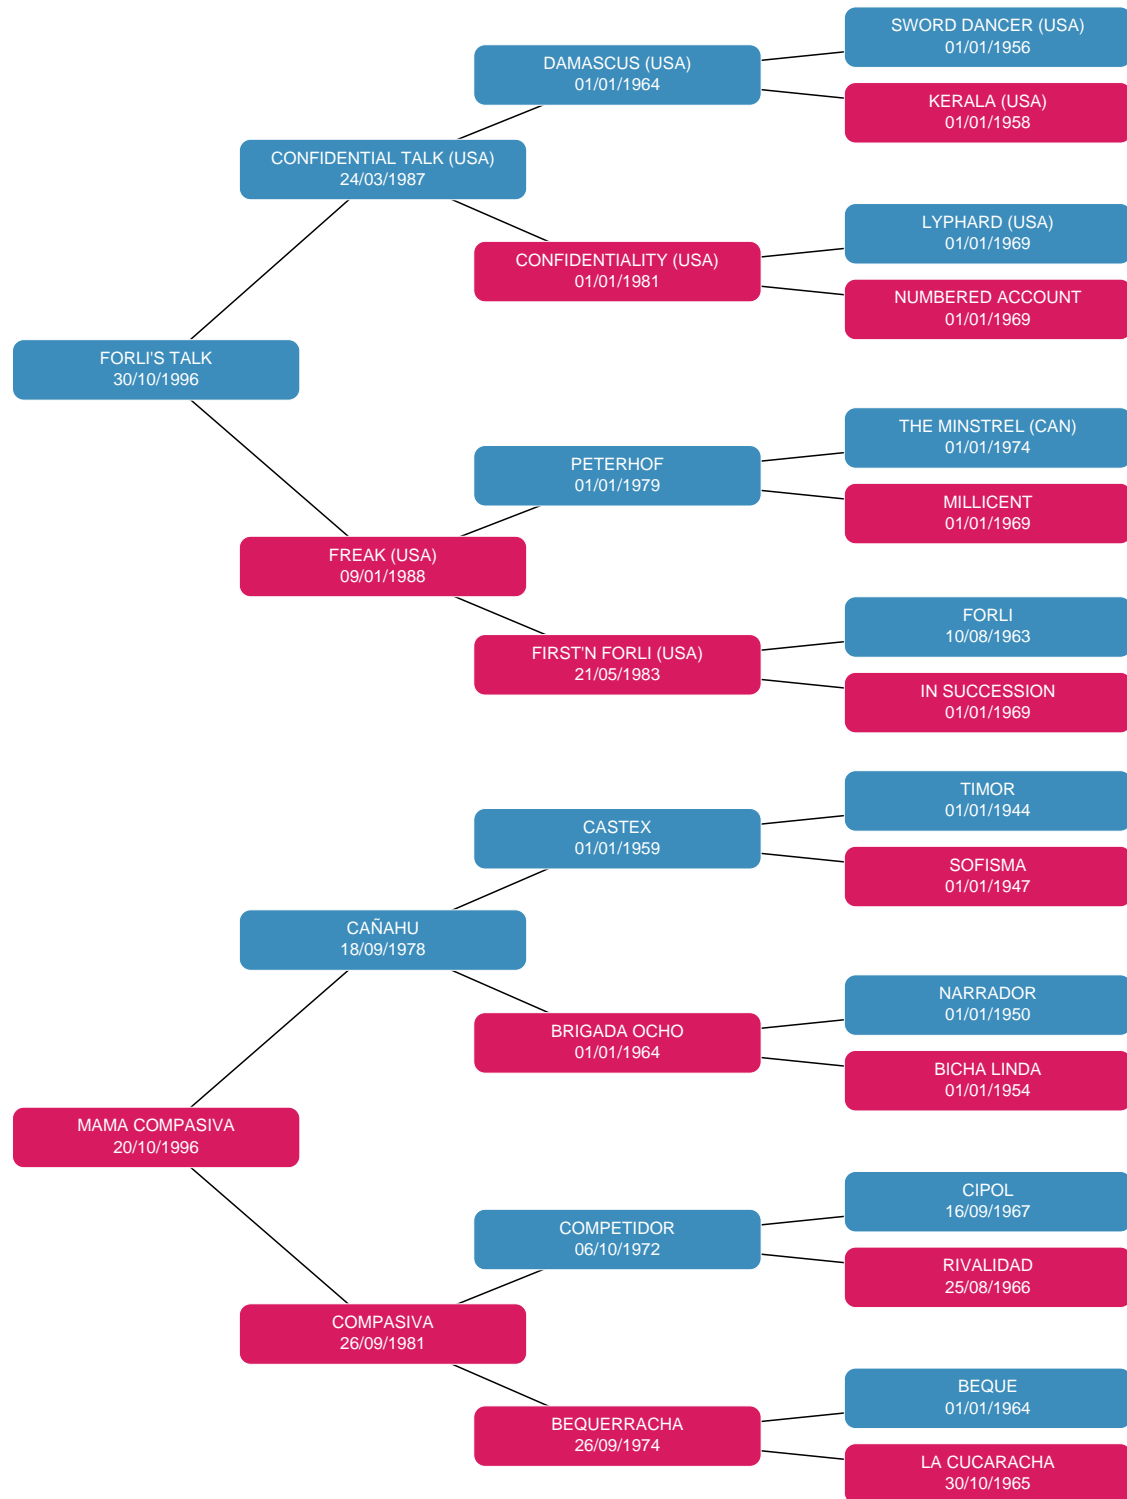 SWORD DANCER (USA)
01/01/1956
DAMASCUS (USA)
01/01/1964
KERALA (USA)
01/01/1958
CONFIDENTIAL TALK (USA)
24/03/1987
LYPHARD (USA)
01/01/1969
CONFIDENTIALITY (USA)
01/01/1981
NUMBERED ACCOUNT
01/01/1969
FORLI'S TALK
30/10/1996
THE MINSTREL (CAN)
01/01/1974
PETERHOF
01/01/1979
MILLICENT
01/01/1969
FREAK (USA)
09/01/1988
FORLI
10/08/1963
FIRST'N FORLI (USA)
21/05/1983
IN SUCCESSION
01/01/1969
TIMOR
01/01/1944
CASTEX
01/01/1959
SOFISMA
01/01/1947
CAÑAHU
18/09/1978
NARRADOR
01/01/1950
BRIGADA OCHO
01/01/1964
BICHA LINDA
01/01/1954
MAMA COMPASIVA
20/10/1996
CIPOL
16/09/1967
COMPETIDOR
06/10/1972
RIVALIDAD
25/08/1966
COMPASIVA
26/09/1981
BEQUE
01/01/1964
BEQUERRACHA
26/09/1974
LA CUCARACHA
30/10/1965